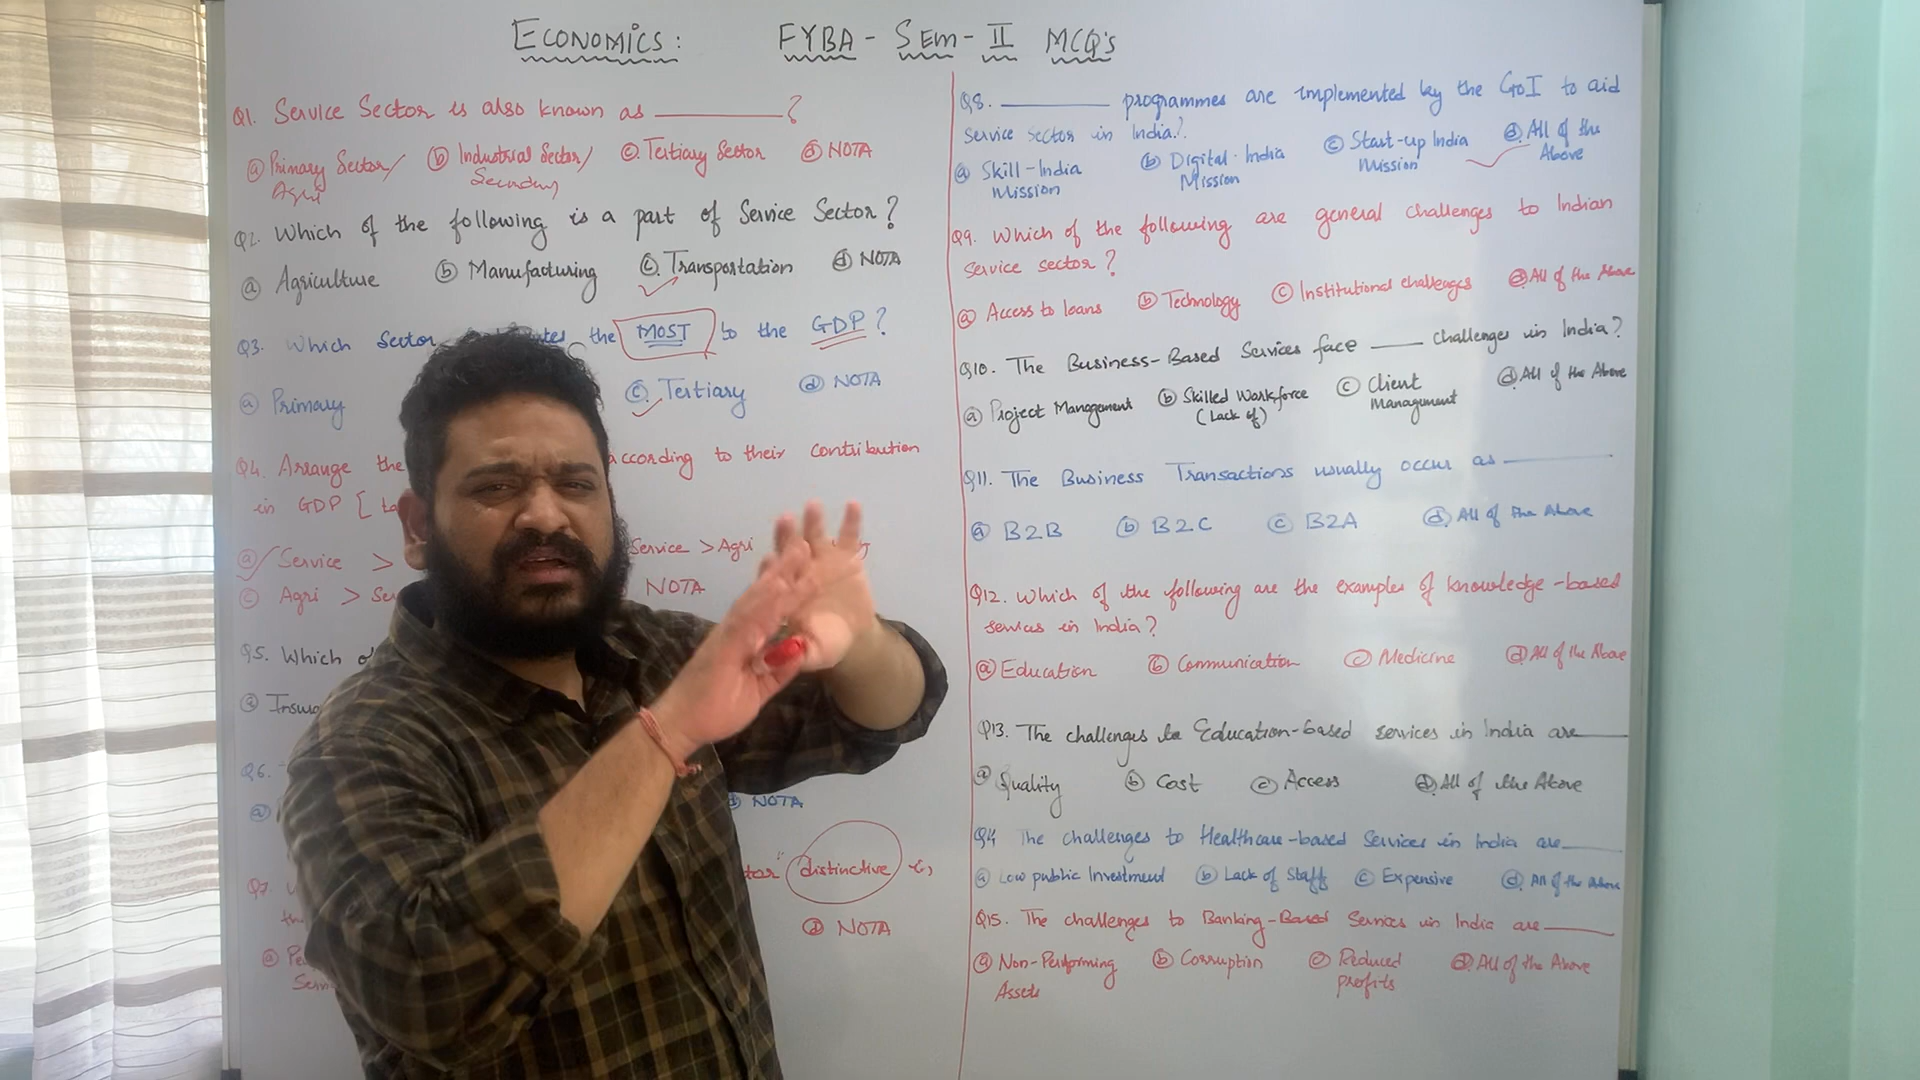 ECONOMICS: FYBA - SEM - II MCQ's
Q1. Service Sector is also known as ________?
ⓐ Primary Sector/ ⓑ Industrial Sector/ ⓒ Tertiary Sector ⓓ NOTA
Agri Secondary
Q2. Which of the following is a part of Service Sector?
ⓐ Agriculture ⓑ Manufacturing ⓒ Transportation ⓓ NOTA
Q3. Which Sector the MOST to the GDP?
ⓐ Primary ⓒ Tertiary ⓓ NOTA
Q4. Arrange the according to their contribution
in GDP [
ⓐ Service > Service > Agri
ⓒ Agri > NOTA
Q5. Which
ⓐ
Q6.
ⓐ ⓓ NOTA
Q7. distinctive
ⓓ NOTA
ⓐ
Q8. ________ programmes are implemented by the GoI to aid
service sector in India?
ⓐ Skill-India Mission ⓑ Digital-India Mission ⓒ Start-up India Mission ⓓ All of the Above
Q9. Which of the following are general challenges to Indian
service sector?
ⓐ Access to loans ⓑ Technology ⓒ Institutional challenges ⓓ All of the Above
Q10. The Business-Based Services face ____ challenges in India?
ⓐ Project Management ⓑ Skilled Workforce (Lack of) ⓒ Client Management ⓓ All of the Above
Q11. The Business Transactions usually occur as ________
ⓐ B2B ⓑ B2C ⓒ B2A ⓓ All of the Above
Q12. Which of the following are the examples of knowledge-based
services in India?
ⓐ Education ⓑ Communication ⓒ Medicine ⓓ All of the Above
Q13. The challenges to Education-based services in India are____
ⓐ Quality ⓑ Cost ⓒ Access ⓓ All of the Above
Q14 The challenges to Healthcare-based Services in India are____
ⓐ Low public Investment ⓑ Lack of Staff ⓒ Expensive ⓓ All of the Above
Q15. The challenges to Banking-Based Services in India are____
ⓐ Non-Performing Assets ⓑ Corruption ⓒ Reduced profits ⓓ All of the Above